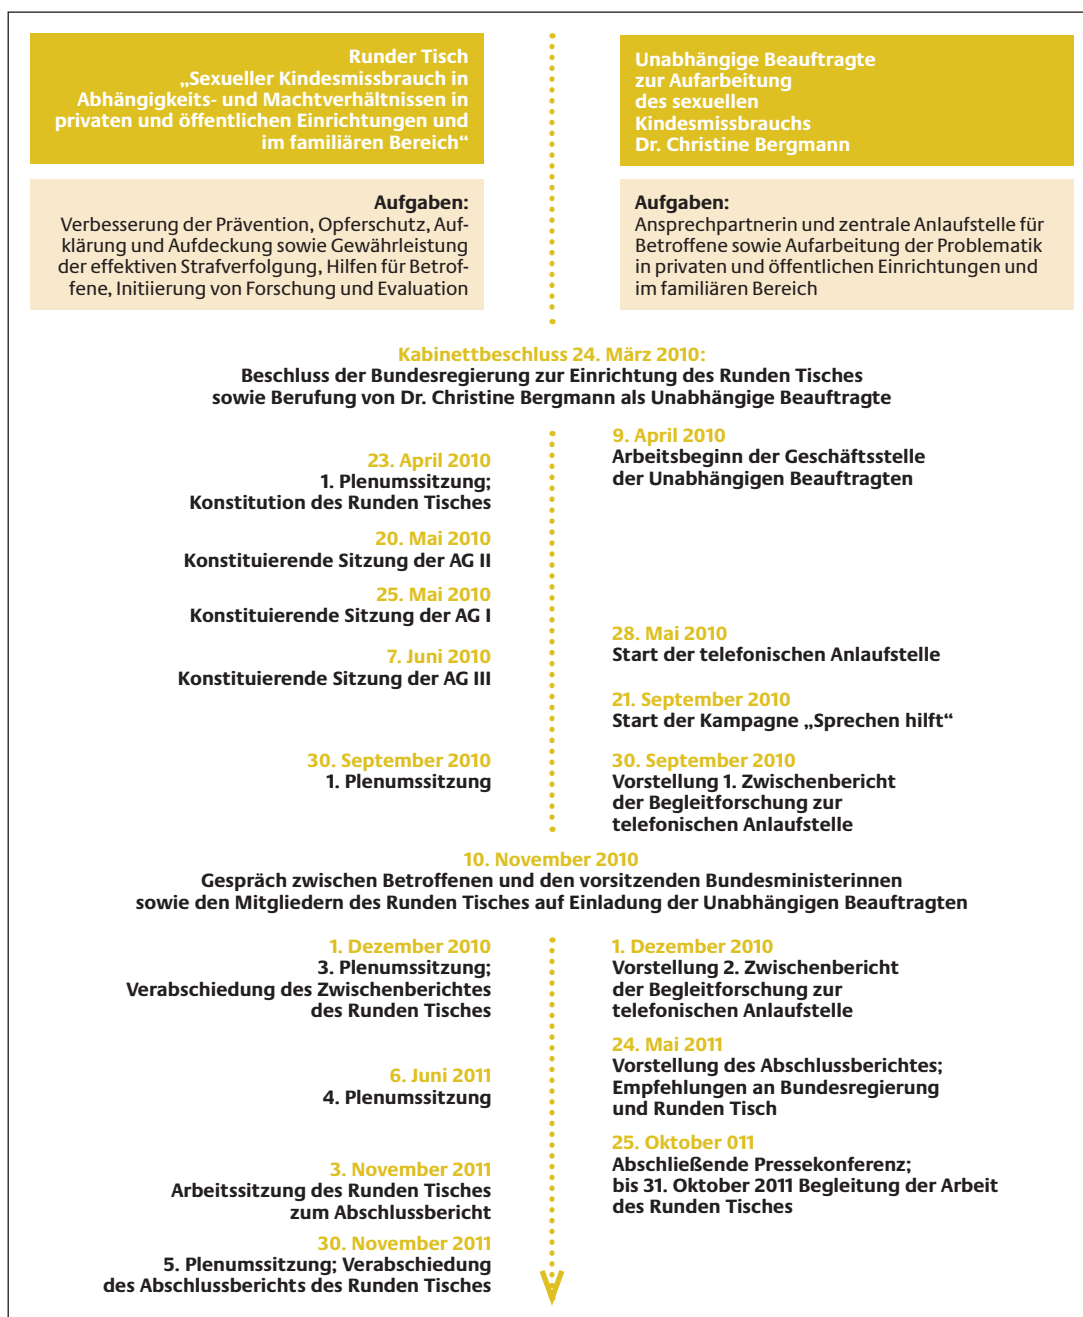 Runder Tisch
„Sexueller Kindesmissbrauch in
Abhängigkeits- und Machtverhältnissen in
privaten und öffentlichen Einrichtungen und
im familiären Bereich“
Unabhängige Beauftragte
zur Aufarbeitung
des sexuellen
Kindesmissbrauchs
Dr. Christine Bergmann
Aufgaben:
Verbesserung der Prävention, Opferschutz, Auf-
klärung und Aufdeckung sowie Gewährleistung
der effektiven Strafverfolgung, Hilfen für Betrof-
fene, Initiierung von Forschung und Evaluation
Aufgaben:
Ansprechpartnerin und zentrale Anlaufstelle für
Betroffene sowie Aufarbeitung der Problematik
in privaten und öffentlichen Einrichtungen und
im familiären Bereich
Kabinettbeschluss 24. März 2010:
Beschluss der Bundesregierung zur Einrichtung des Runden Tisches
sowie Berufung von Dr. Christine Bergmann als Unabhängige Beauftragte
9. April 2010
Arbeitsbeginn der Geschäftsstelle
der Unabhängigen Beauftragten
23. April 2010
1. Plenumssitzung;
Konstitution des Runden Tisches
20. Mai 2010
Konstituierende Sitzung der AG II
25. Mai 2010
Konstituierende Sitzung der AG I
28. Mai 2010
Start der telefonischen Anlaufstelle
7. Juni 2010
Konstituierende Sitzung der AG III
21. September 2010
Start der Kampagne „Sprechen hilft“
30. September 2010
1. Plenumssitzung
30. September 2010
Vorstellung 1. Zwischenbericht
der Begleitforschung zur
telefonischen Anlaufstelle
10. November 2010
Gespräch zwischen Betroffenen und den vorsitzenden Bundesministerinnen
sowie den Mitgliedern des Runden Tisches auf Einladung der Unabhängigen Beauftragten
1. Dezember 2010
3. Plenumssitzung;
Verabschiedung des Zwischenberichtes
des Runden Tisches
1. Dezember 2010
Vorstellung 2. Zwischenbericht
der Begleitforschung zur
telefonischen Anlaufstelle
24. Mai 2011
Vorstellung des Abschlussberichtes;
Empfehlungen an Bundesregierung
und Runden Tisch
6. Juni 2011
4. Plenumssitzung
25. Oktober 011
Abschließende Pressekonferenz;
bis 31. Oktober 2011 Begleitung der Arbeit
des Runden Tisches
3. November 2011
Arbeitssitzung des Runden Tisches
zum Abschlussbericht
30. November 2011
5. Plenumssitzung; Verabschiedung
des Abschlussberichts des Runden Tisches